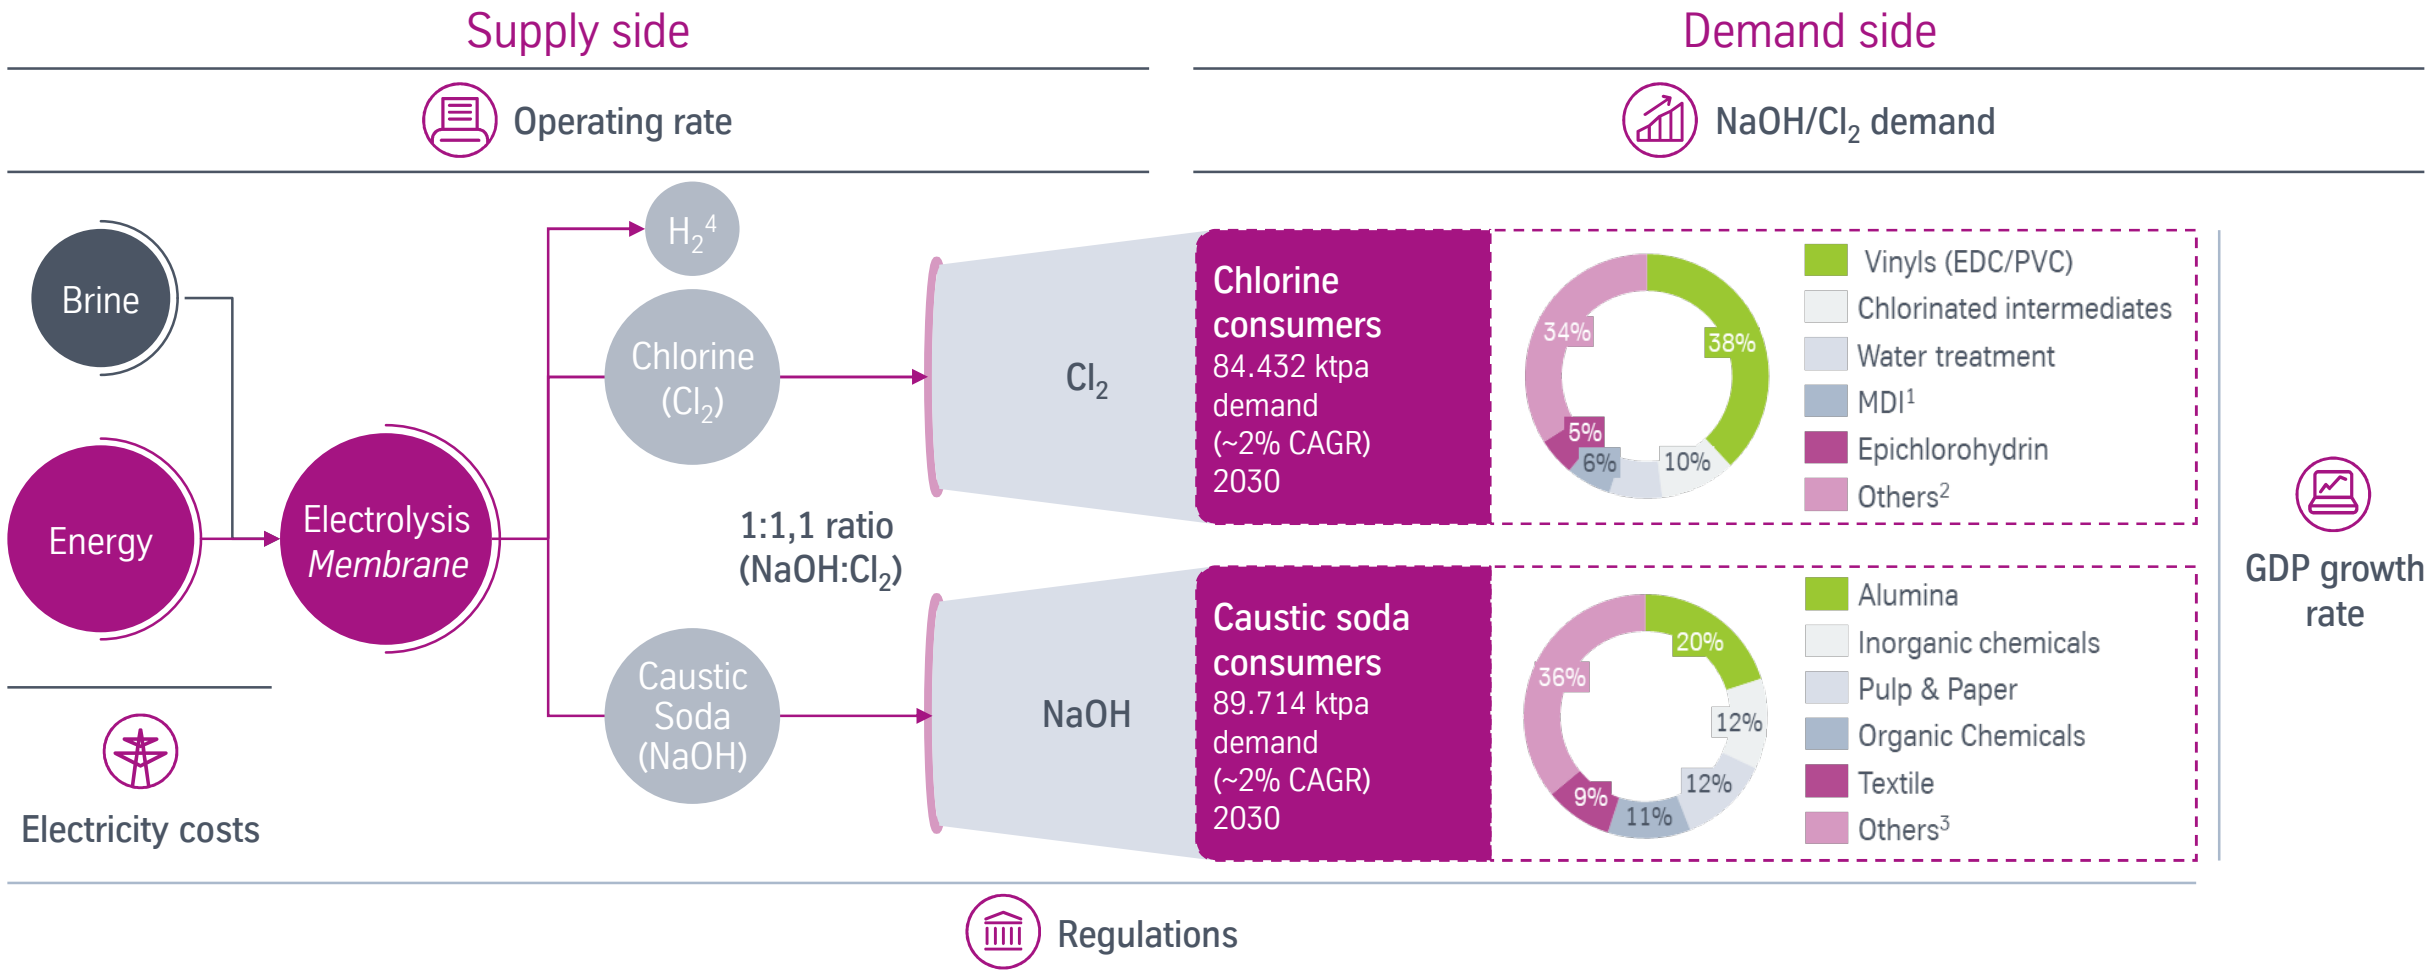 Supply side
Demand side
Operating rate
NaOH/Cl₂ demand
H₂⁴
Brine
Chlorine
(Cl₂)
Energy
Electrolysis
Membrane
1:1,1 ratio
(NaOH:Cl₂)
Caustic
Soda
(NaOH)
Electricity costs
Cl₂
Chlorine
consumers
84.432 ktpa
demand
(~2% CAGR)
2030
34%
38%
5%
6%
10%
Vinyls (EDC/PVC)
Chlorinated intermediates
Water treatment
MDI¹
Epichlorohydrin
Others²
NaOH
Caustic soda
consumers
89.714 ktpa
demand
(~2% CAGR)
2030
20%
36%
12%
12%
9%
11%
Alumina
Inorganic chemicals
Pulp & Paper
Organic Chemicals
Textile
Others³
GDP growth
rate
Regulations